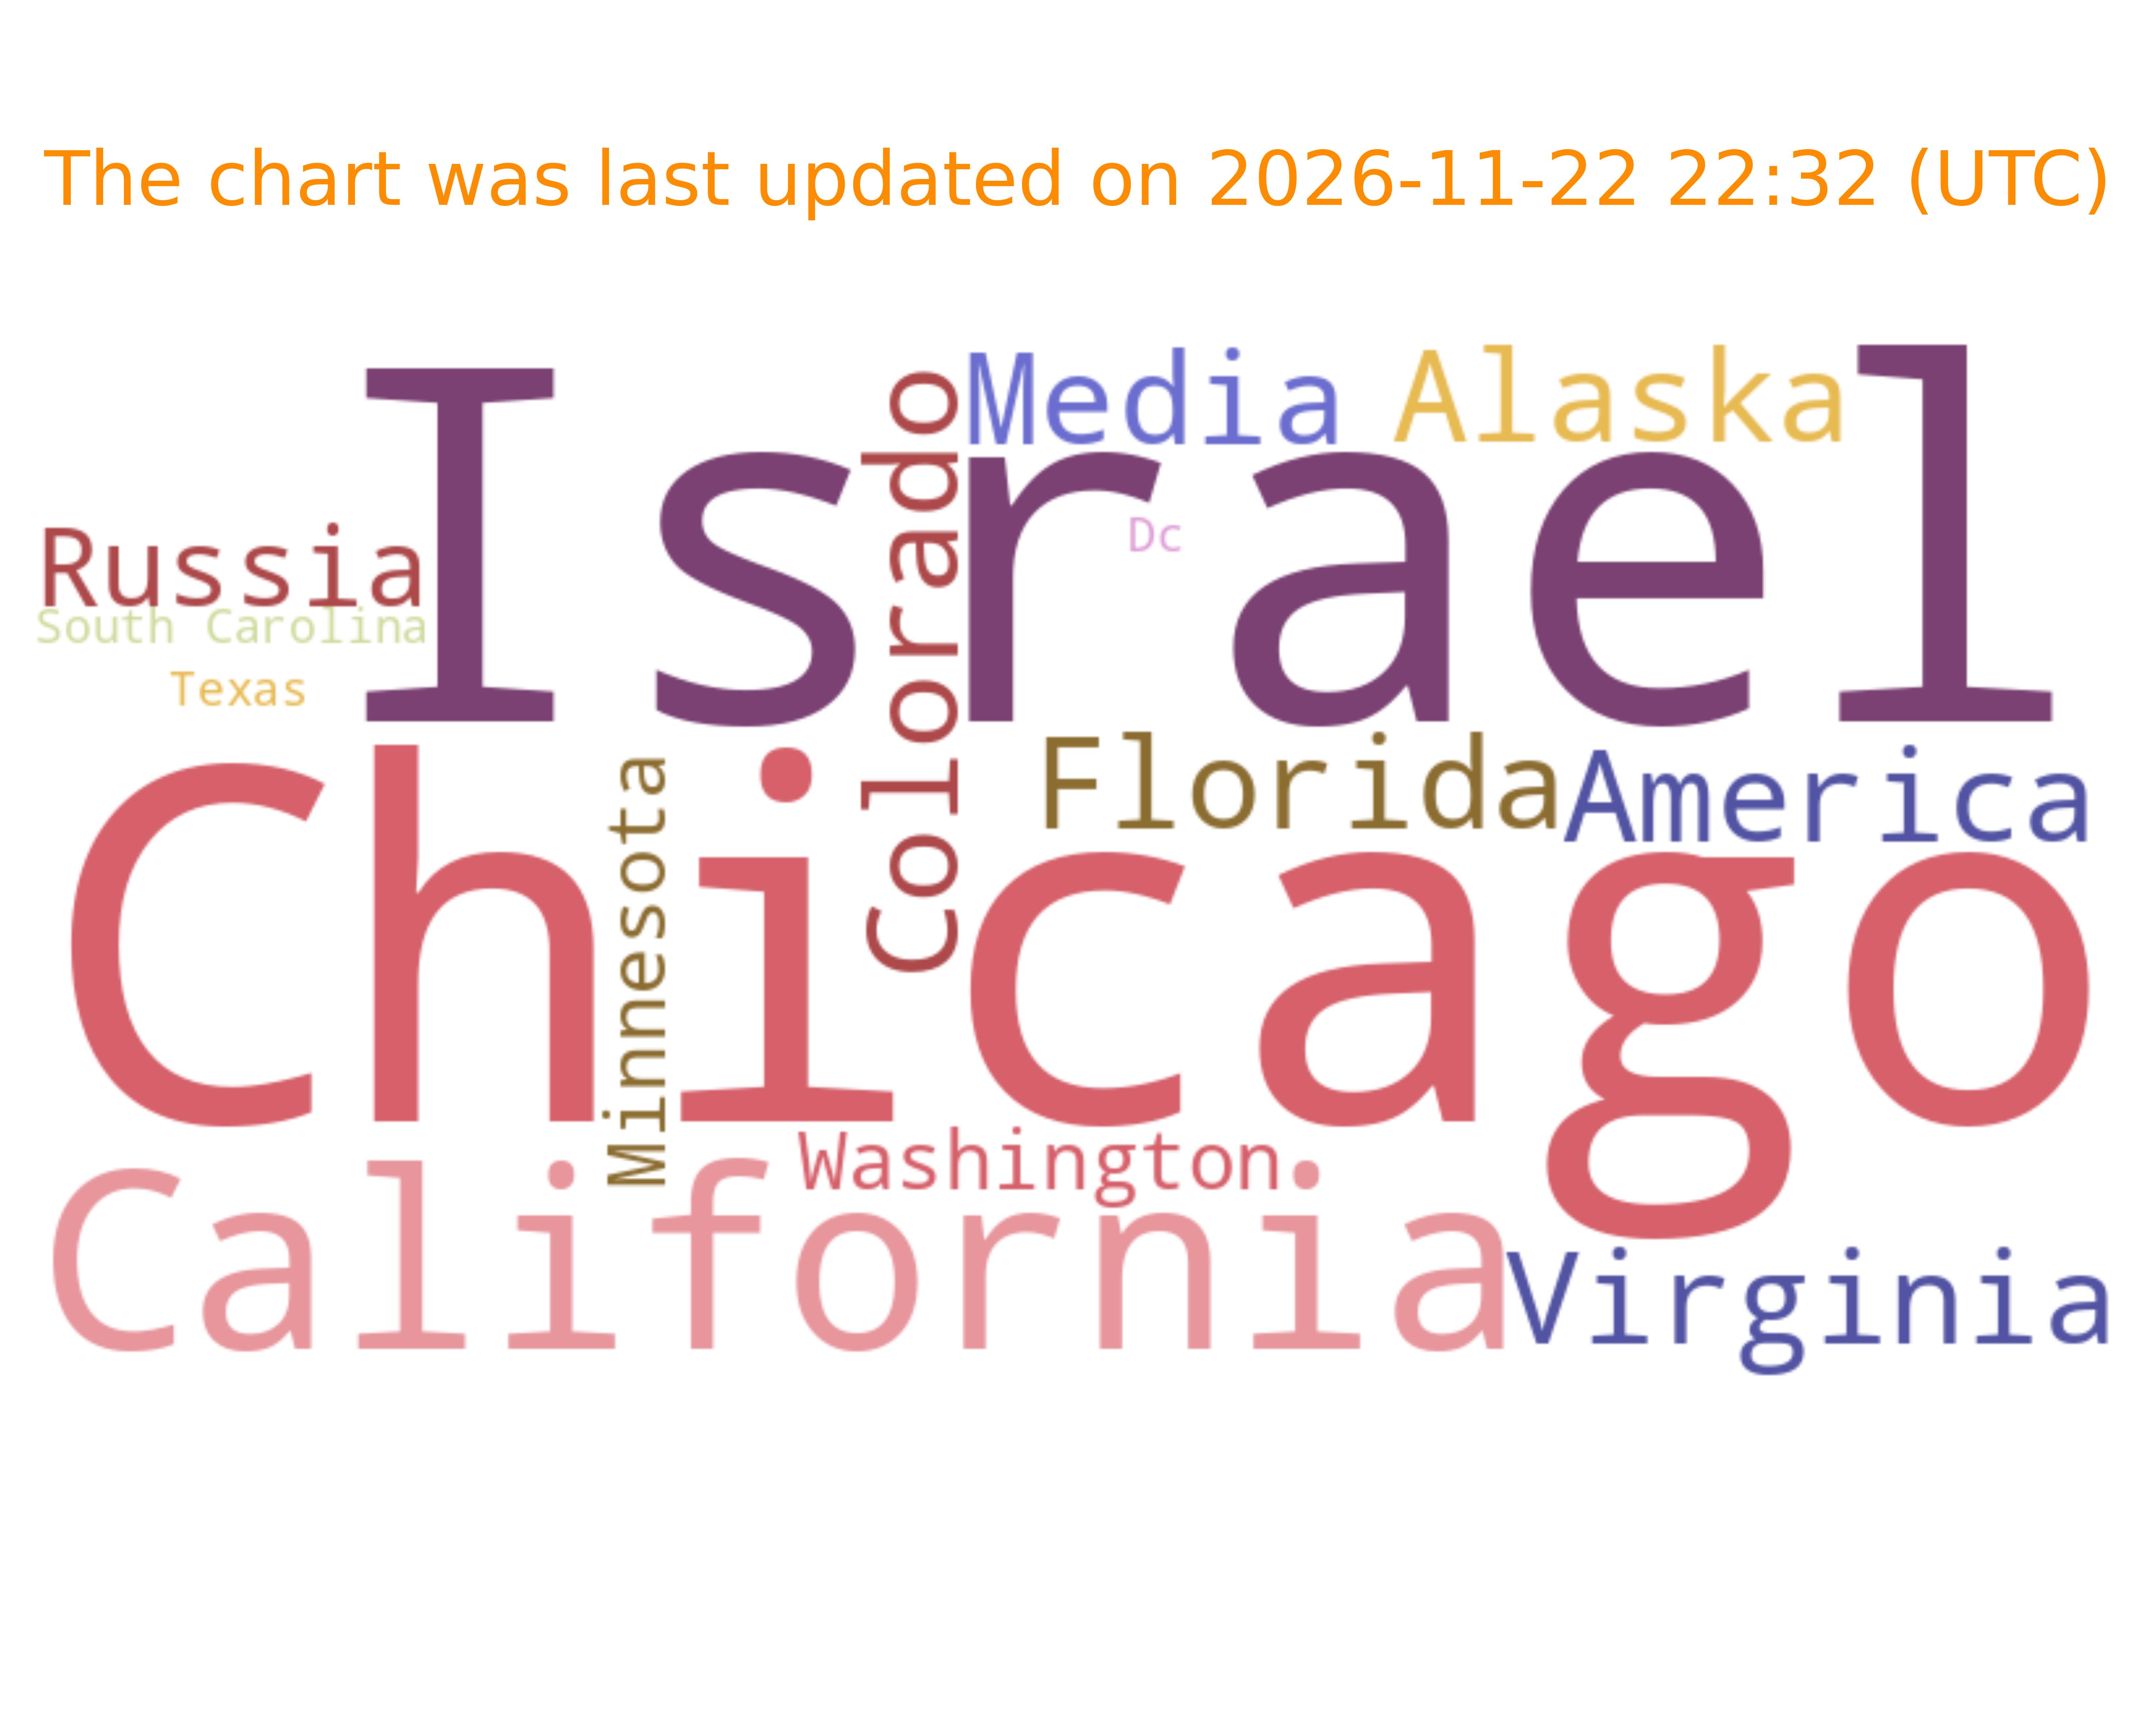 The chart was last updated on 2026-11-22 22:32 (UTC)
Media
Alaska
Israel
Colorado
Dc
Russia
South Carolina
Texas
Florida
America
Chicago
Minnesota
Washington
California
Virginia